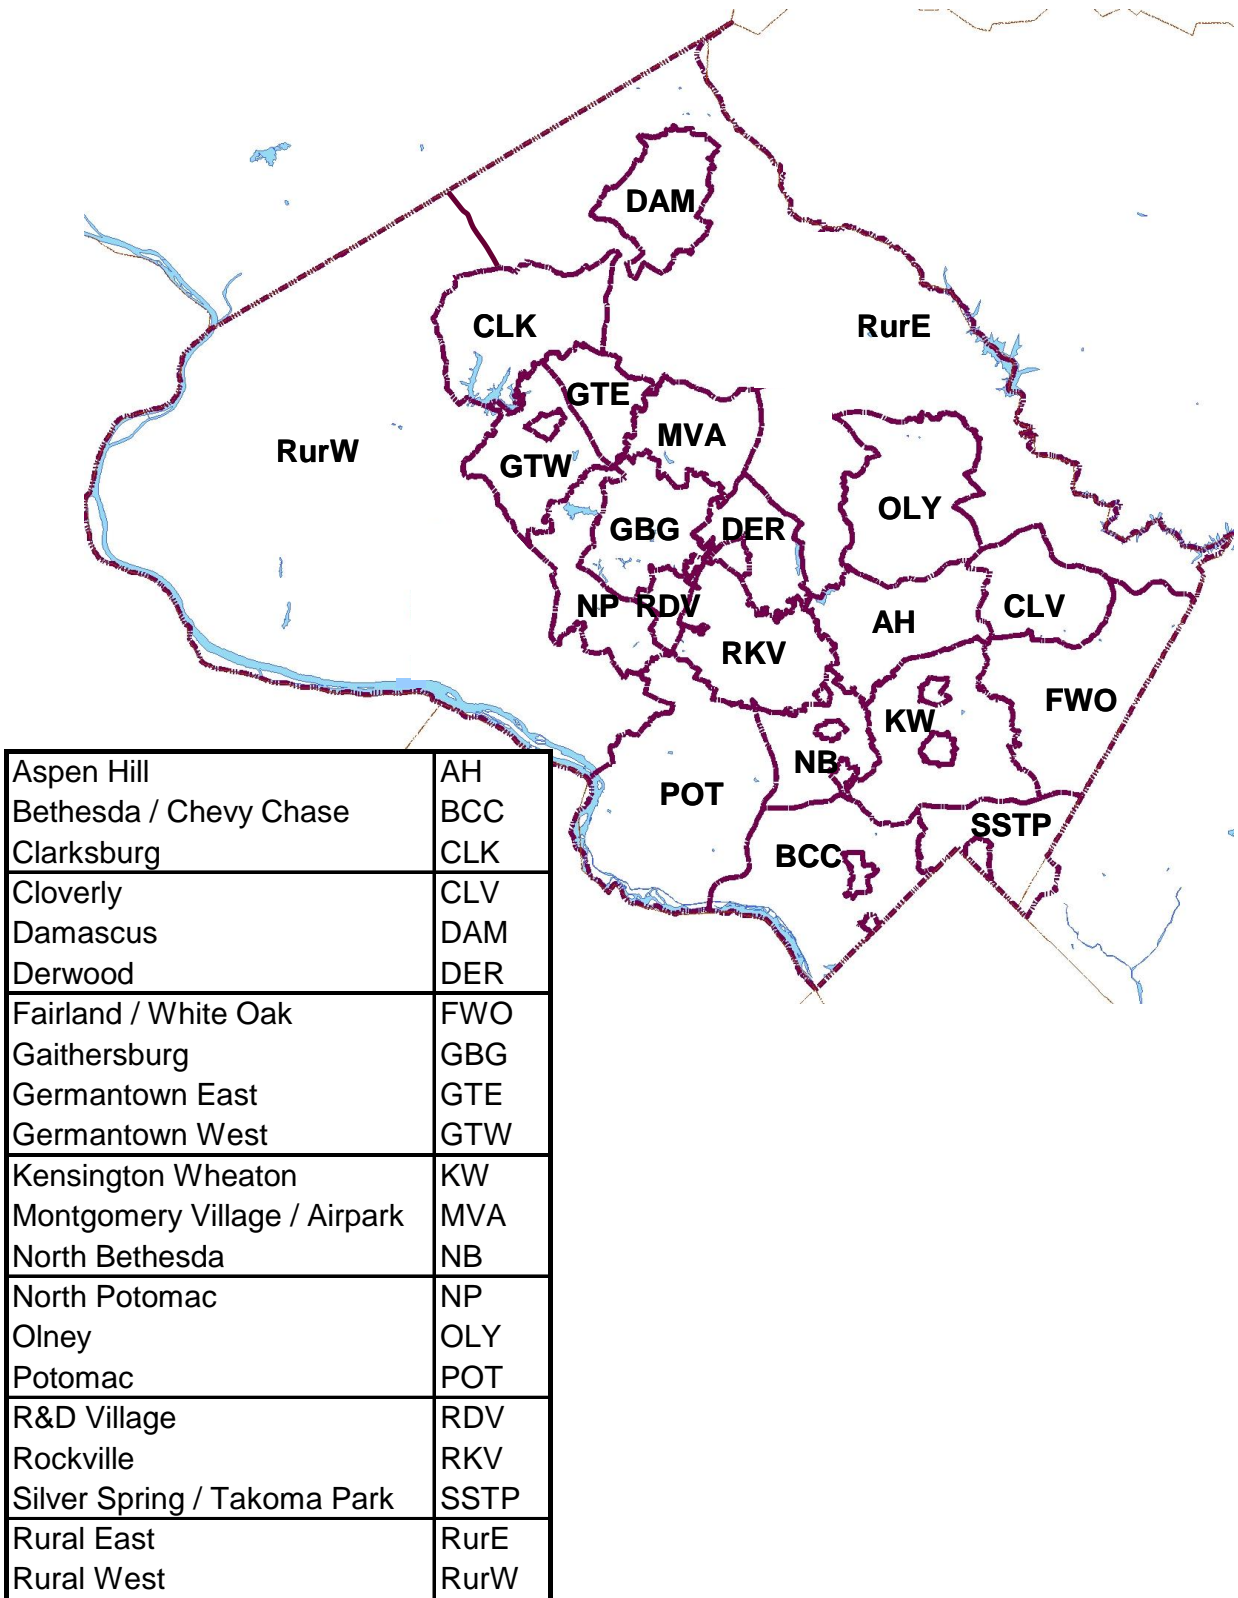 DAM
CLK
RurE
GTE
MVA
RurW
GTW
OLY
GBG
DER
NP
RDV
CLV
AH
RKV
FWO
KW
NB
POT
SSTP
BCC
Aspen Hill AH
Bethesda / Chevy Chase BCC
Clarksburg CLK
Cloverly CLV
Damascus DAM
Derwood DER
Fairland / White Oak FWO
Gaithersburg GBG
Germantown East GTE
Germantown West GTW
Kensington Wheaton KW
Montgomery Village / Airpark MVA
North Bethesda NB
North Potomac NP
Olney OLY
Potomac POT
R&D Village RDV
Rockville RKV
Silver Spring / Takoma Park SSTP
Rural East RurE
Rural West RurW